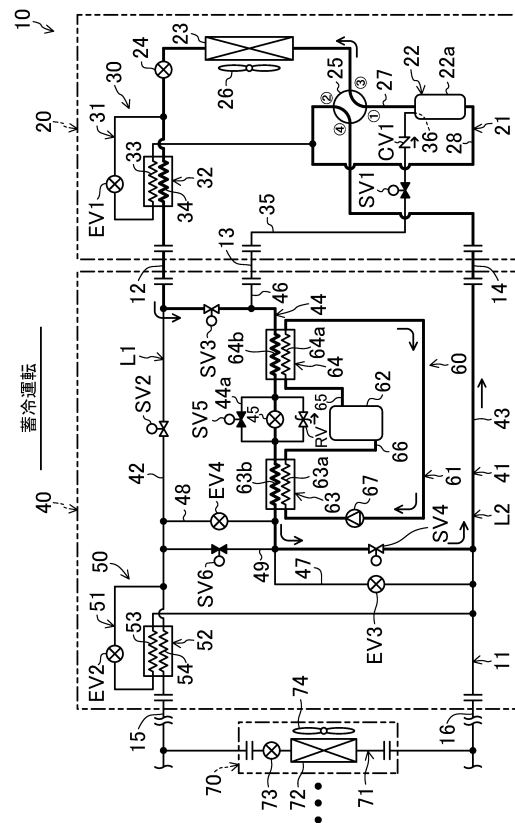 蓄冷運転
10
20
23
24
26
25
②
③
①
④
27
22
22a
36
28
21
30
31
33
EV1
32
34
CV1
SV1
35
12
13
14
40
L1
SV2
46
44
SV3
64b
64a
64
60
44a
SV5
45
RV
65
62
66
42
48
EV4
63b
63a
63
67
61
43
41
SV4
L2
50
51
53
EV2
52
54
SV6
49
47
EV3
11
15
16
74
70
73
72
71